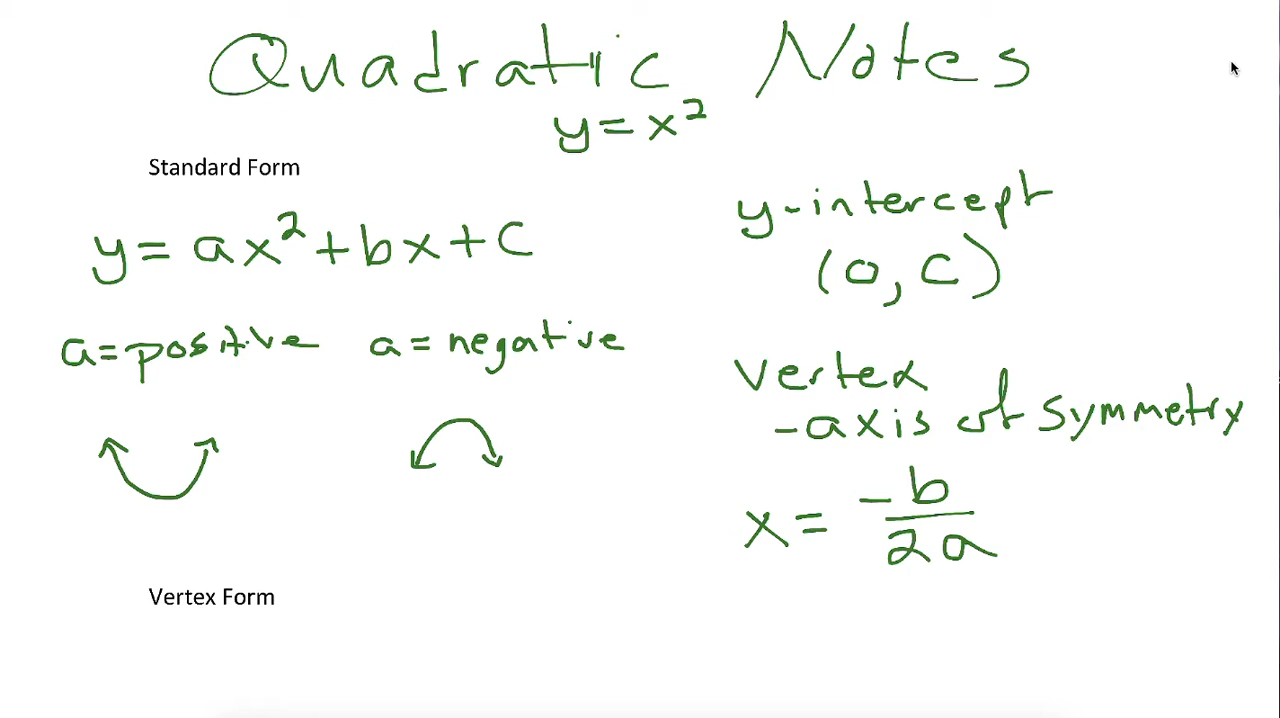 Quadratic Notes
y = x²
Standard Form
y = ax² + bx + c
a = positive a = negative
y-intercept
(0, c)
vertex
- axis of symmetry
x = -b/2a
Vertex Form